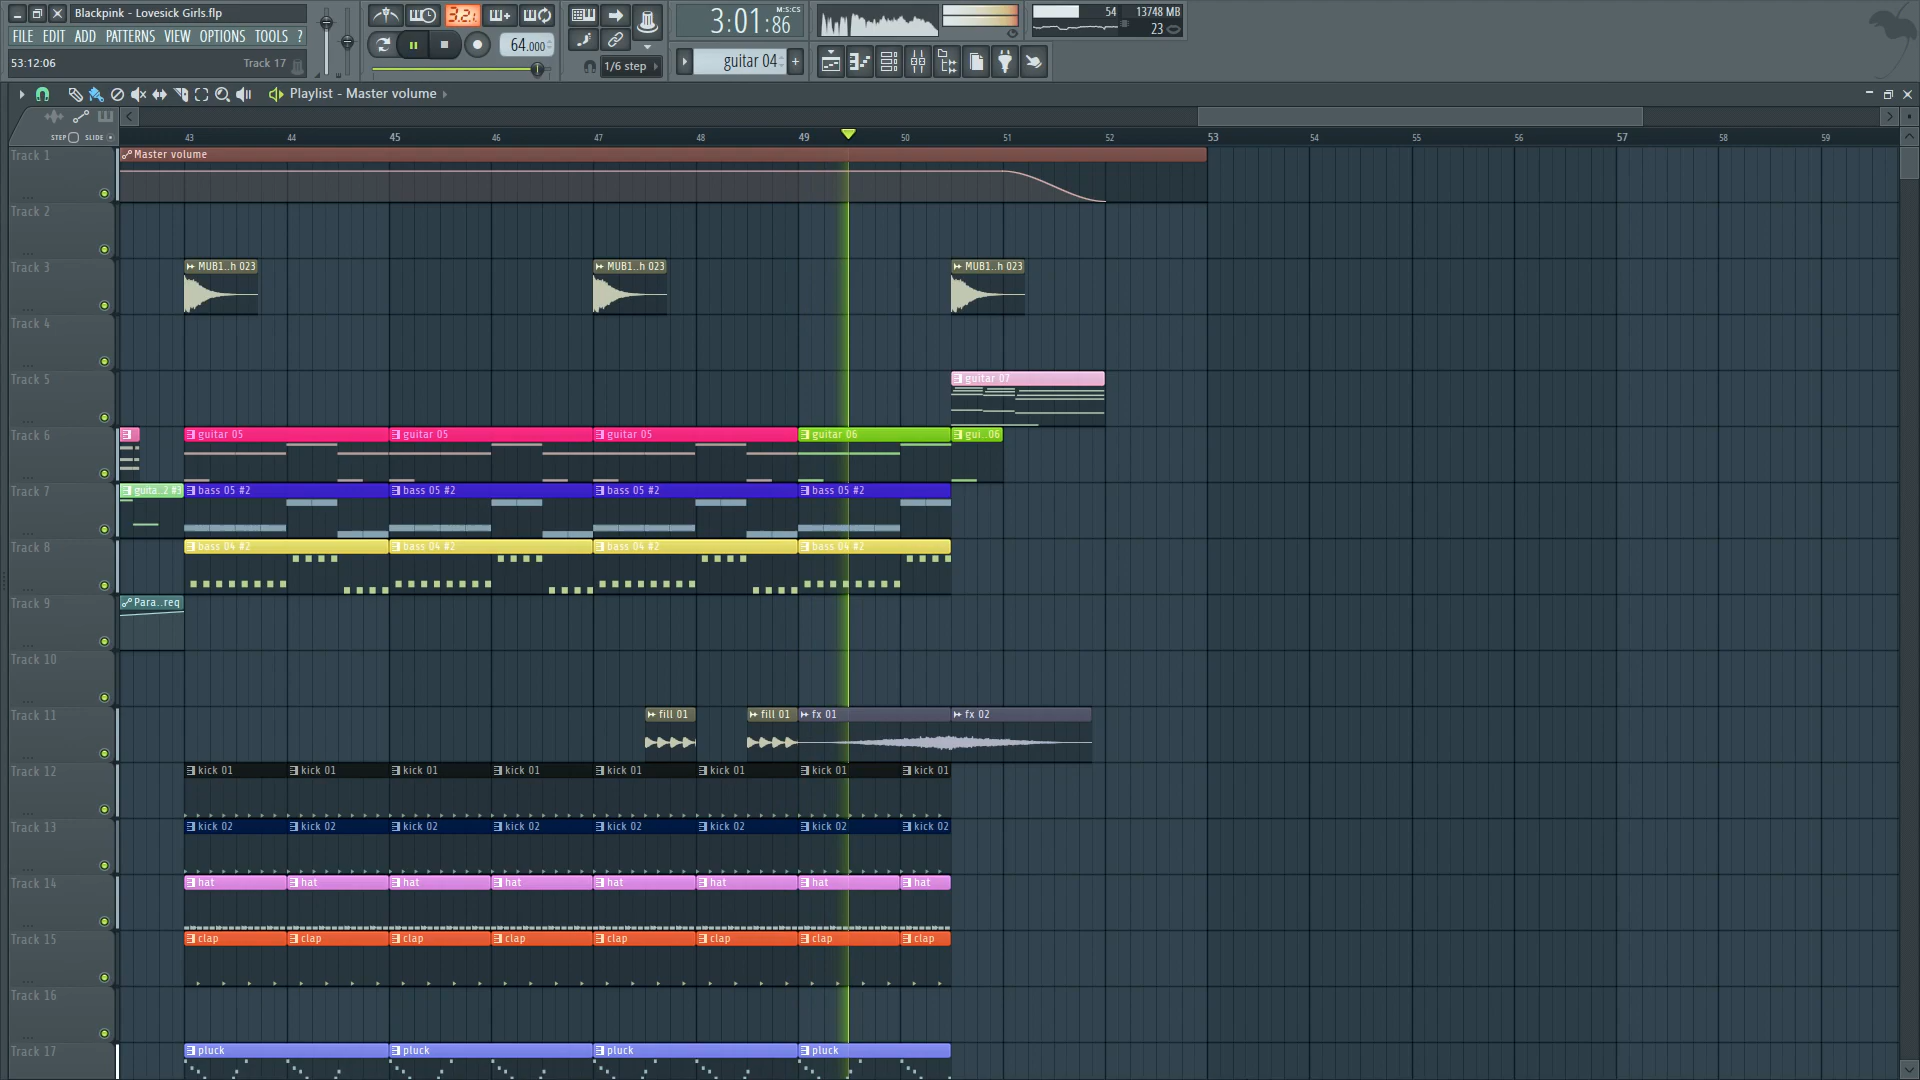 Blackpink - Lovesick Girls.flp
FILE EDIT ADD PATTERNS VIEW OPTIONS TOOLS ?
53:12:06 Track 17
3.2.
64.000
1/6 step
3:01:86 M:S:CS
guitar 04 +
54 13748 MB
23
Playlist - Master volume
STEP SLIDE
43 44 45 46 47 48 49 50 51 52 53 54 55 56 57 58 59
Track 1 Master volume
Track 2
Track 3 MUB1..h 023 MUB1..h 023 MUB1..h 023
Track 4
Track 5 guitar 07
Track 6 guitar 05 guitar 05 guitar 05 guitar 06 gui..06
Track 7 guita..2 #3 bass 05 #2 bass 05 #2 bass 05 #2 bass 05 #2
Track 8 bass 04 #2 bass 04 #2 bass 04 #2 bass 04 #2
Track 9 Para..req
Track 10
Track 11 fill 01 fill 01 fx 01 fx 02
Track 12 kick 01 kick 01 kick 01 kick 01 kick 01 kick 01 kick 01 kick 01
Track 13 kick 02 kick 02 kick 02 kick 02 kick 02 kick 02 kick 02 kick 02
Track 14 hat hat hat hat hat hat hat hat
Track 15 clap clap clap clap clap clap clap clap
Track 16
Track 17 pluck pluck pluck pluck